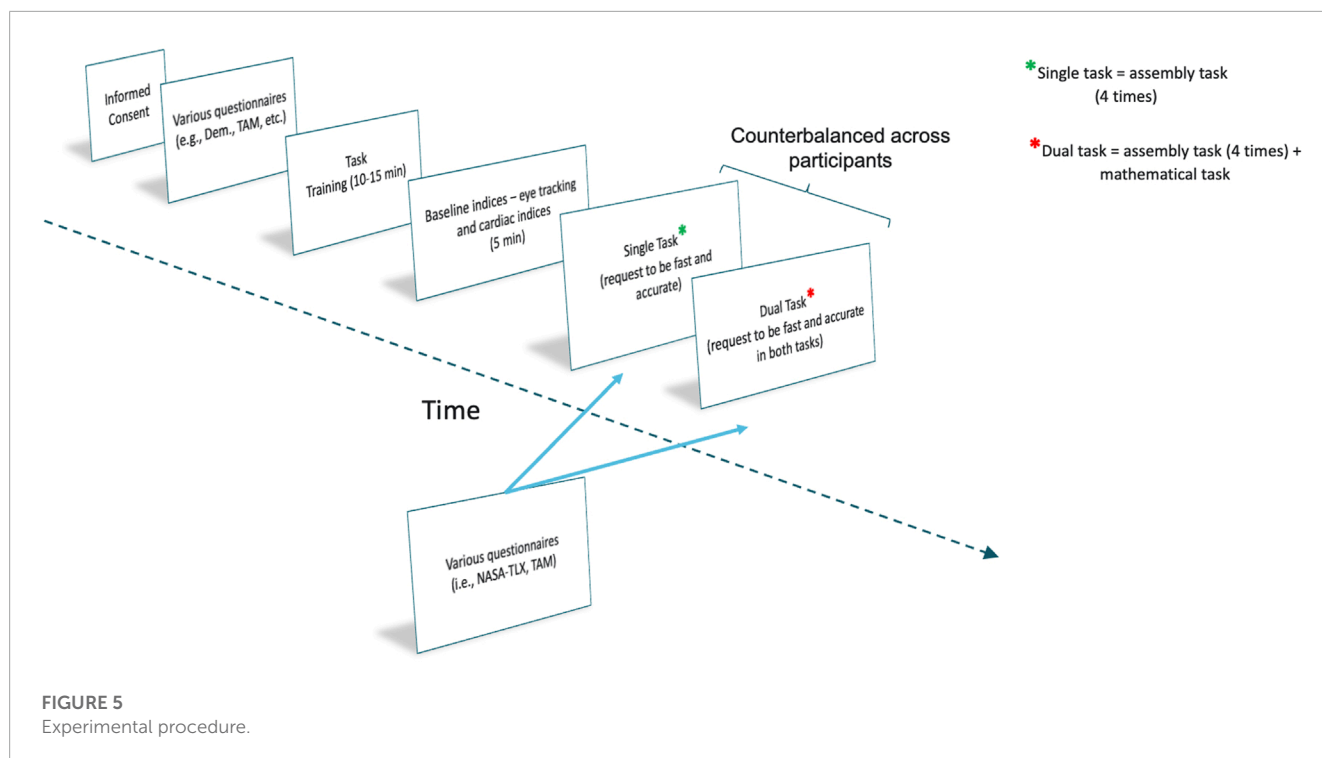 Informed
Consent
Various questionnaires
(e.g., Dem., TAM, etc.)
Task
Training (10-15 min)
Baseline indices – eye tracking
and cardiac indices
(5 min)
Counterbalanced across
participants
Single Task*
(request to be fast and
accurate)
Dual Task*
(request to be fast and accurate
in both tasks)
*Single task = assembly task
(4 times)
*Dual task = assembly task (4 times) +
mathematical task
Time
Various questionnaires
(i.e., NASA-TLX, TAM)
FIGURE 5
Experimental procedure.